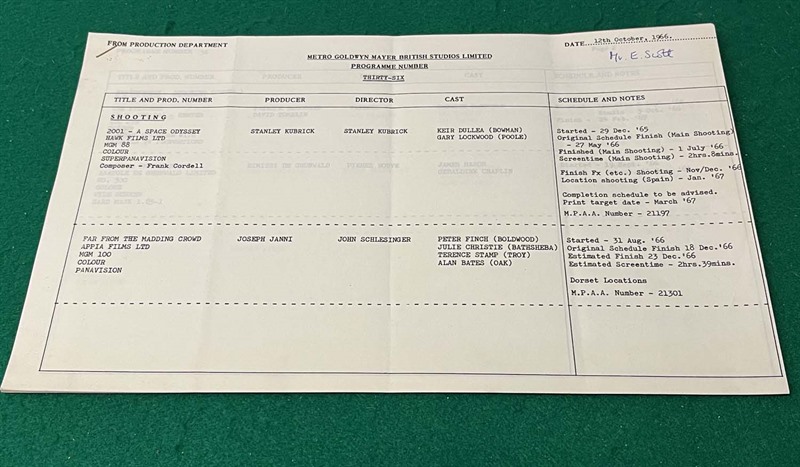 FROM PRODUCTION DEPARTMENT
DATE 12th October, 1966.
Mr. E. Scott
METRO GOLDWYN MAYER BRITISH STUDIOS LIMITED
PROGRAMME NUMBER
THIRTY-SIX
TITLE AND PROD. NUMBER PRODUCER DIRECTOR CAST SCHEDULE AND NOTES
SHOOTING
2001 - A SPACE ODYSSEY STANLEY KUBRICK STANLEY KUBRICK KEIR DULLEA (BOWMAN) Started - 29 Dec. '65
HAWK FILMS LTD GARY LOCKWOOD (POOLE) Original Schedule Finish (Main Shooting)
MGM 88 - 27 May '66
COLOUR Finished (Main Shooting) - 1 July '66
SUPERPANAVISION Screentime (Main Shooting) - 2hrs.8mins.
Composer - Frank Cordell Finish Fx (etc.) Shooting - Nov/Dec. '66
Location shooting (Spain) - Jan. '67
Completion schedule to be advised.
Print target date - March '67
M.P.A.A. Number - 21197
FAR FROM THE MADDING CROWD JOSEPH JANNI JOHN SCHLESINGER PETER FINCH (BOLDWOOD) Started - 31 Aug. '66
APPIA FILMS LTD JULIE CHRISTIE (BATHSHEBA) Original Schedule Finish 18 Dec.'66
MGM 100 TERENCE STAMP (TROY) Estimated Finish 23 Dec.'66
COLOUR ALAN BATES (OAK) Estimated Screentime - 2hrs.39mins.
PANAVISION
Dorset Locations
M.P.A.A. Number - 21301